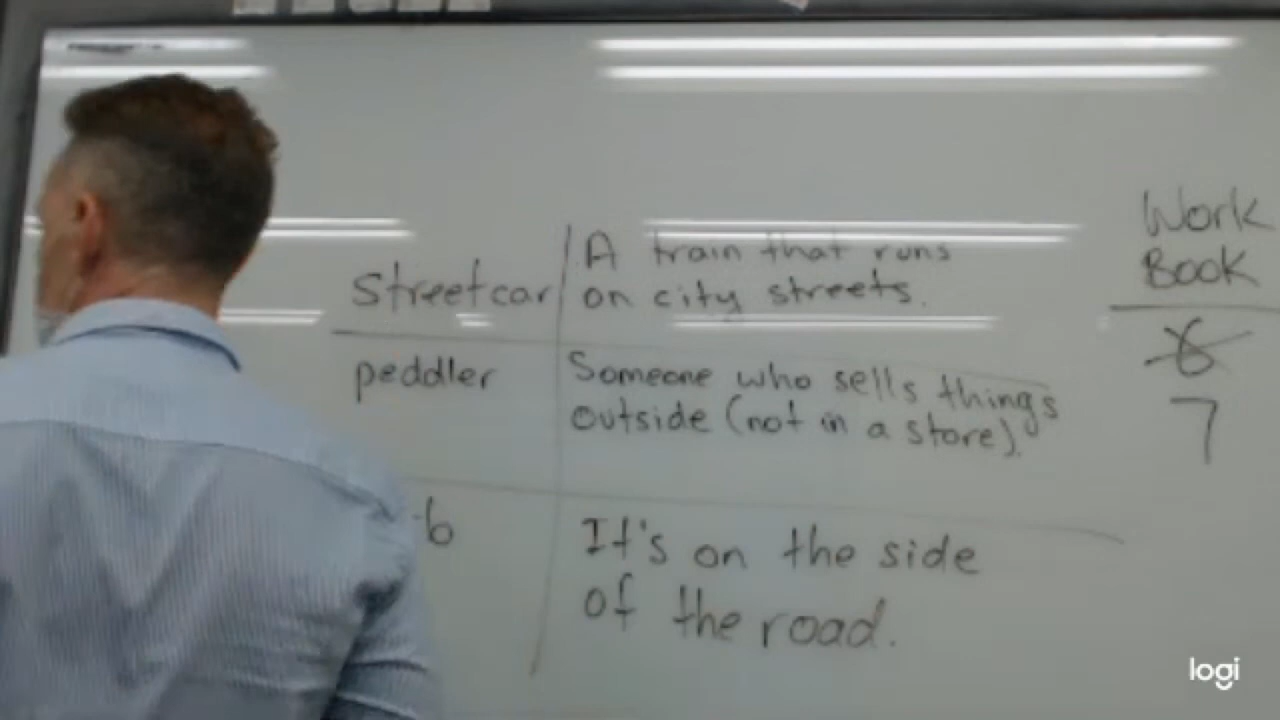 Streetcar
A train that runs
on city streets.
peddler
Someone who sells things
outside (not in a store).
It's on the side
of the road.
Work
Book
6
7
logi